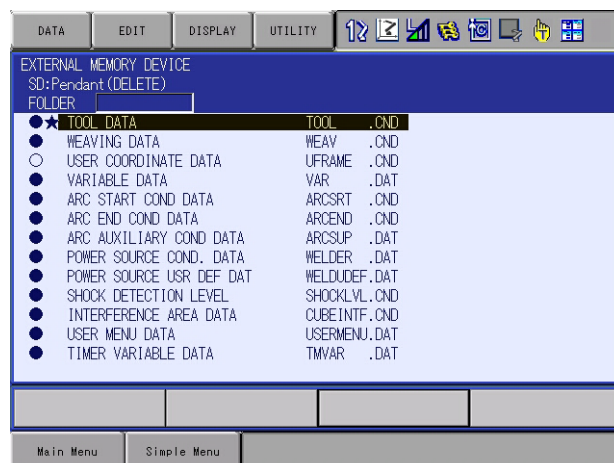 DATA EDIT DISPLAY UTILITY
EXTERNAL MEMORY DEVICE
SD:Pendant(DELETE)
FOLDER
TOOL DATA TOOL .CND
WEAVING DATA WEAV .CND
USER COORDINATE DATA UFRAME .CND
VARIABLE DATA VAR .DAT
ARC START COND DATA ARCSRT .CND
ARC END COND DATA ARCEND .CND
ARC AUXILIARY COND DATA ARCSUP .DAT
POWER SOURCE COND. DATA WELDER .DAT
POWER SOURCE USR DEF DAT WELDUDEF.DAT
SHOCK DETECTION LEVEL SHOCKLVL.CND
INTERFERENCE AREA DATA CUBEINTF.CND
USER MENU DATA USERMENU.DAT
TIMER VARIABLE DATA TMVAR .DAT
Main Menu Simple Menu